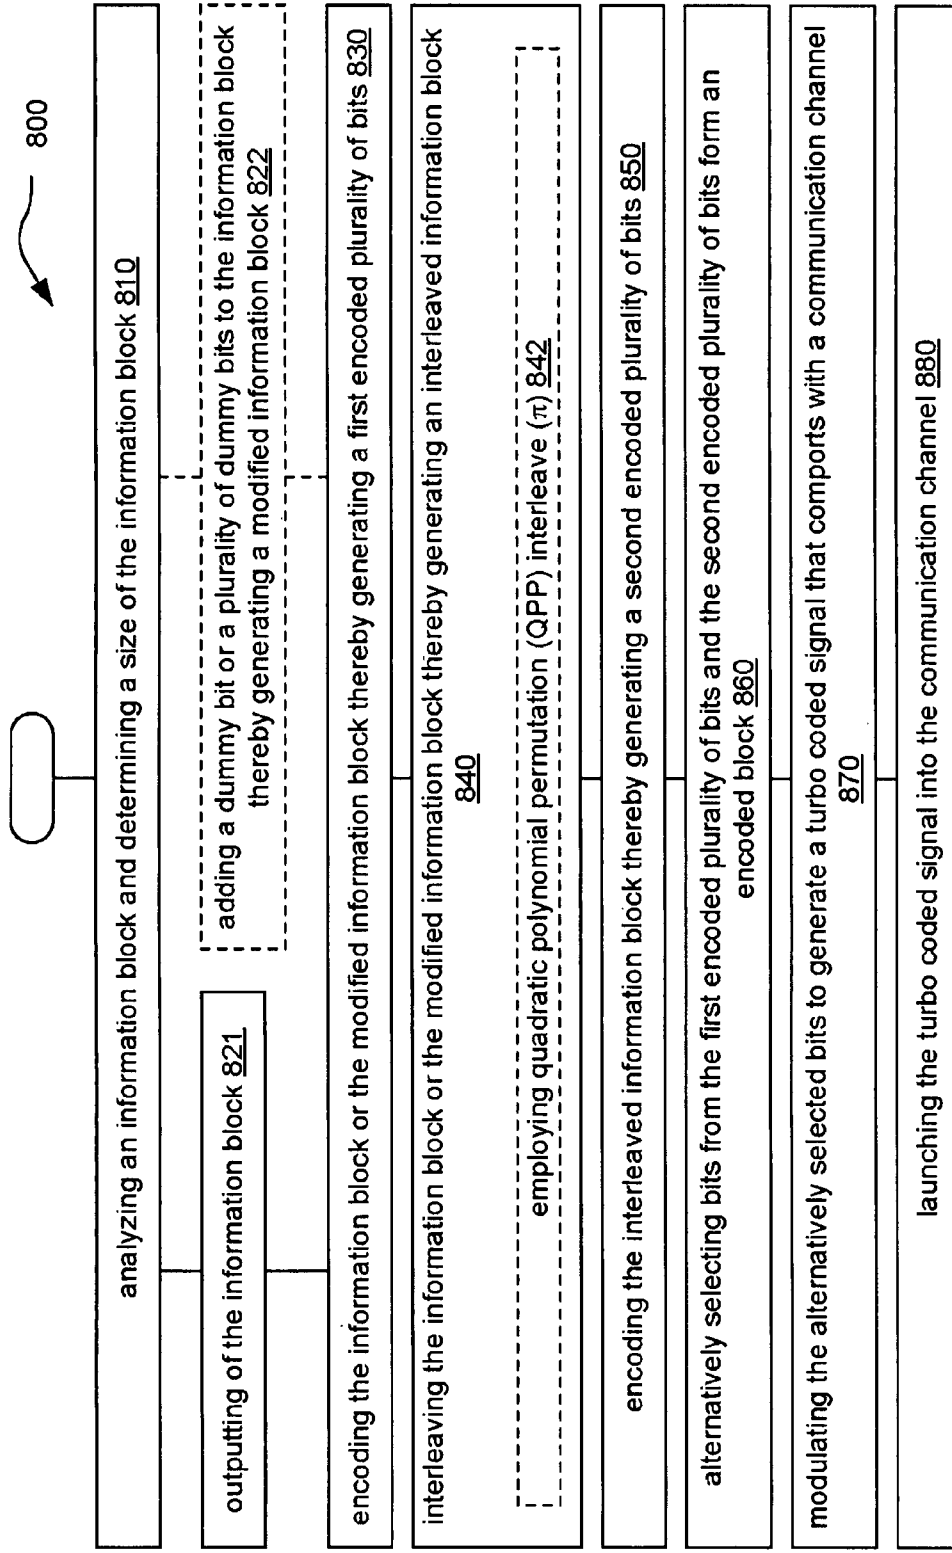 800
analyzing an information block and determining a size of the information block 810
outputting of the information block 821
adding a dummy bit or a plurality of dummy bits to the information block
thereby generating a modified information block 822
encoding the information block or the modified information block thereby generating a first encoded plurality of bits 830
interleaving the information block or the modified information block thereby generating an interleaved information block
840
employing quadratic polynomial permutation (QPP) interleave (π) 842
encoding the interleaved information block thereby generating a second encoded plurality of bits 850
alternatively selecting bits from the first encoded plurality of bits and the second encoded plurality of bits form an
encoded block 860
modulating the alternatively selected bits to generate a turbo coded signal that comports with a communication channel
870
launching the turbo coded signal into the communication channel 880